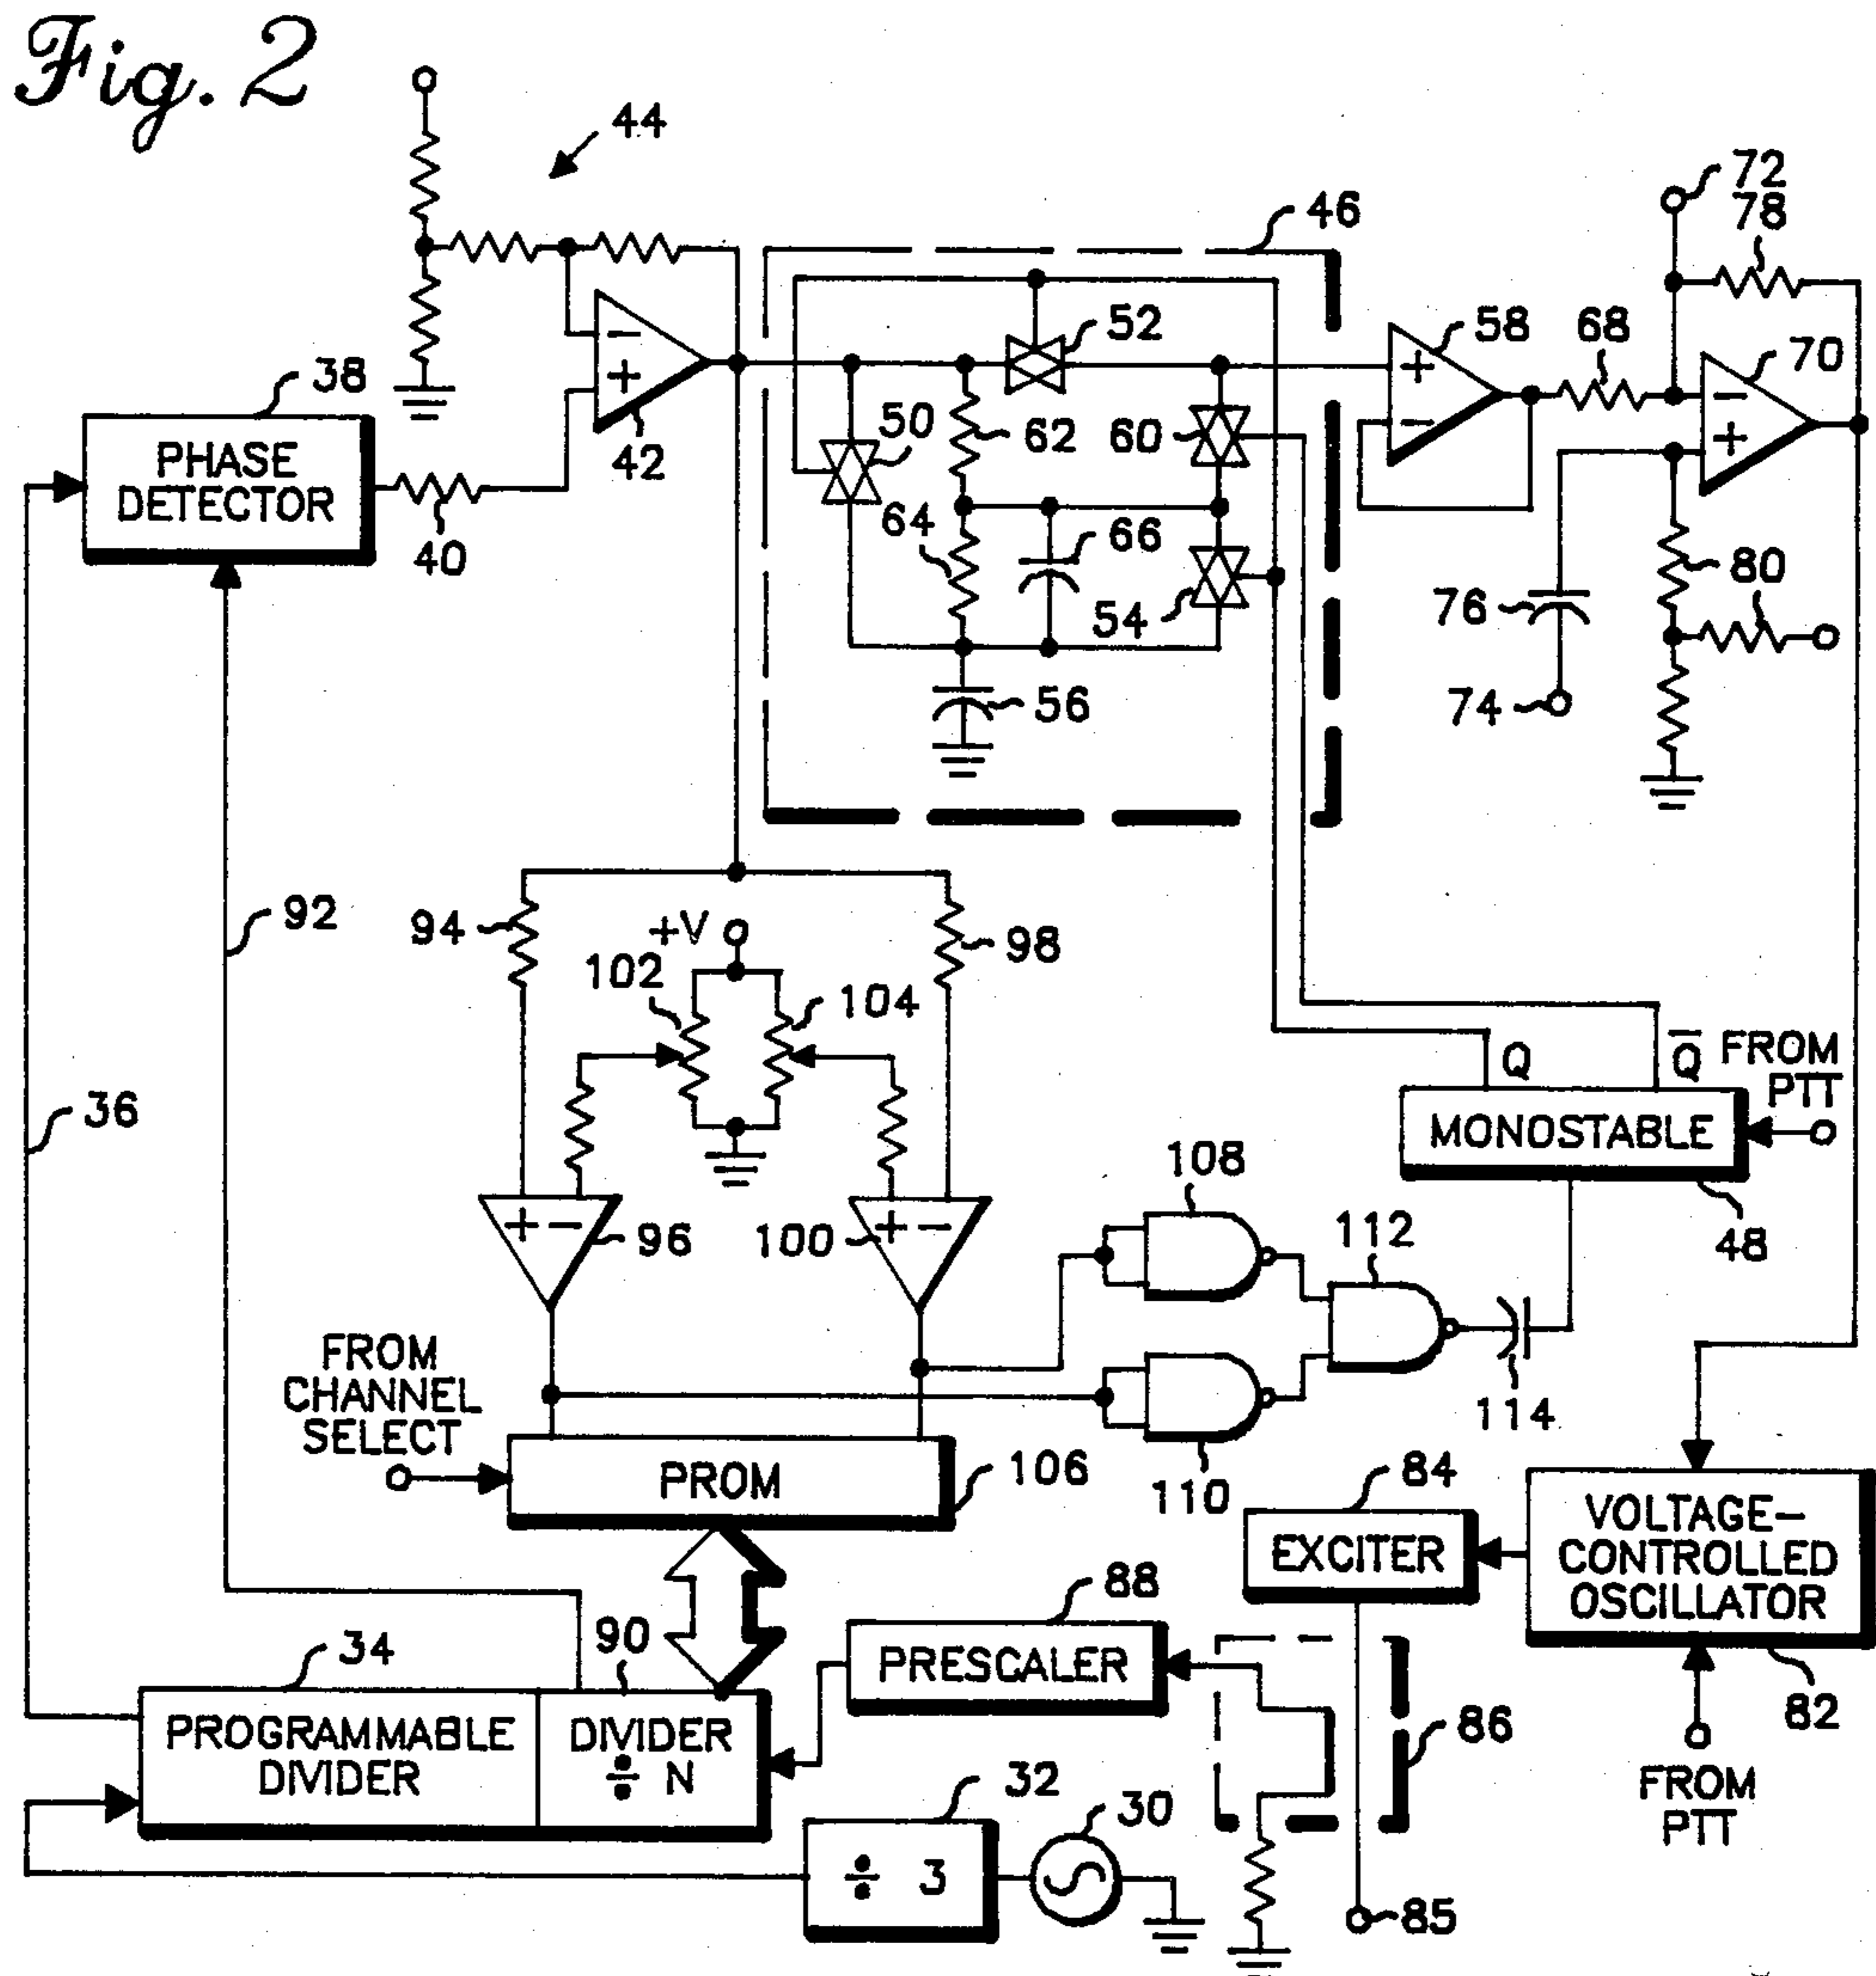 Fig. 2
44
46
72
78
52
58
68
70
38
PHASE
DETECTOR
−
+
42
40
50
62
60
+
−
−
+
64
66
54
56
76
80
74
92
94
+V
98
102
104
36
Q
Q̅
FROM
PTT
MONOSTABLE
48
+ −
96
100
+ −
108
112
114
110
FROM
CHANNEL
SELECT
PROM
106
84
EXCITER
VOLTAGE-
CONTROLLED
OSCILLATOR
82
FROM
PTT
88
PRESCALER
86
90
34
PROGRAMMABLE
DIVIDER
DIVIDER
÷ N
32
÷ 3
30
85